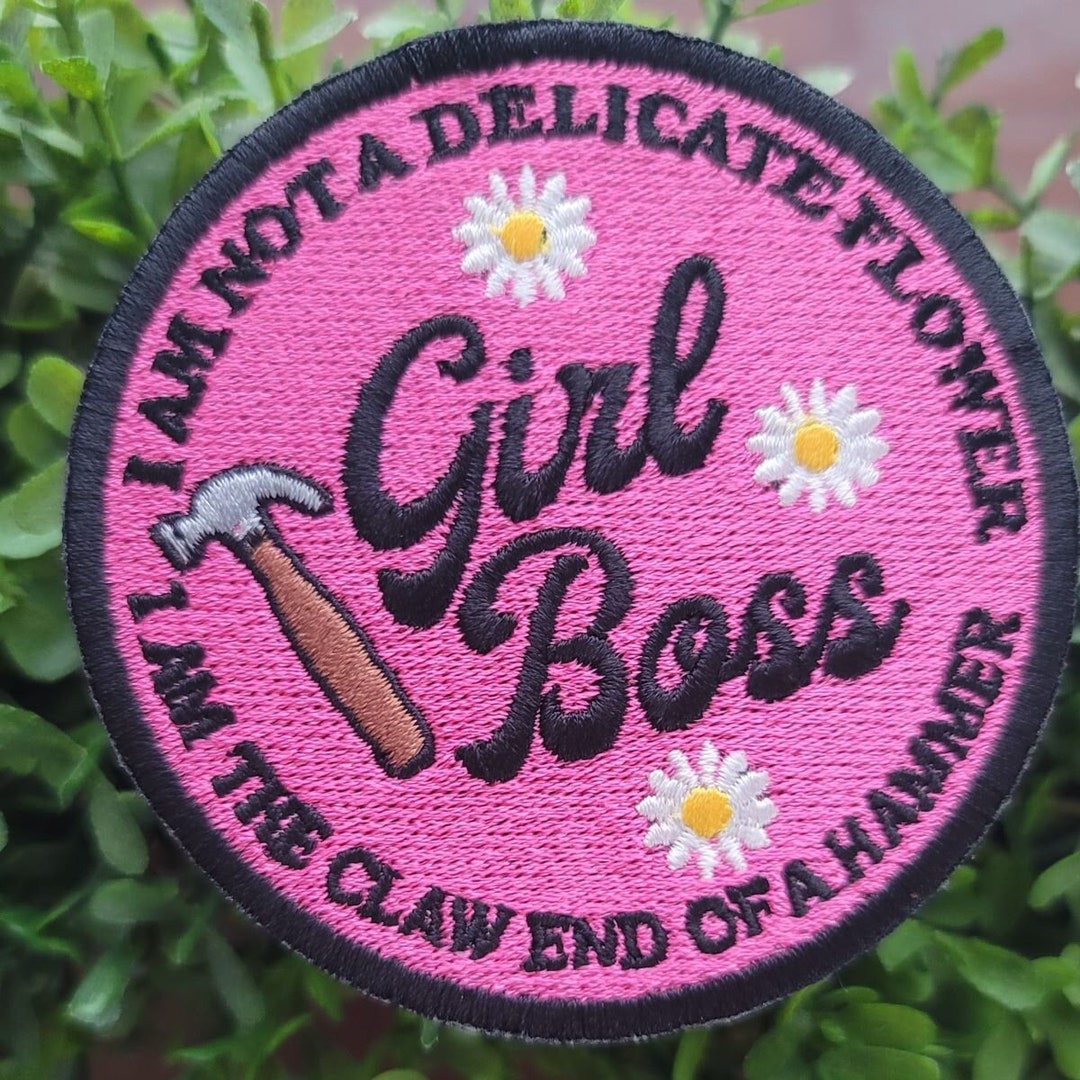 I AM NOT A DELICATE FLOWER
Girl
Boss
I AM THE CLAW END OF A HAMMER